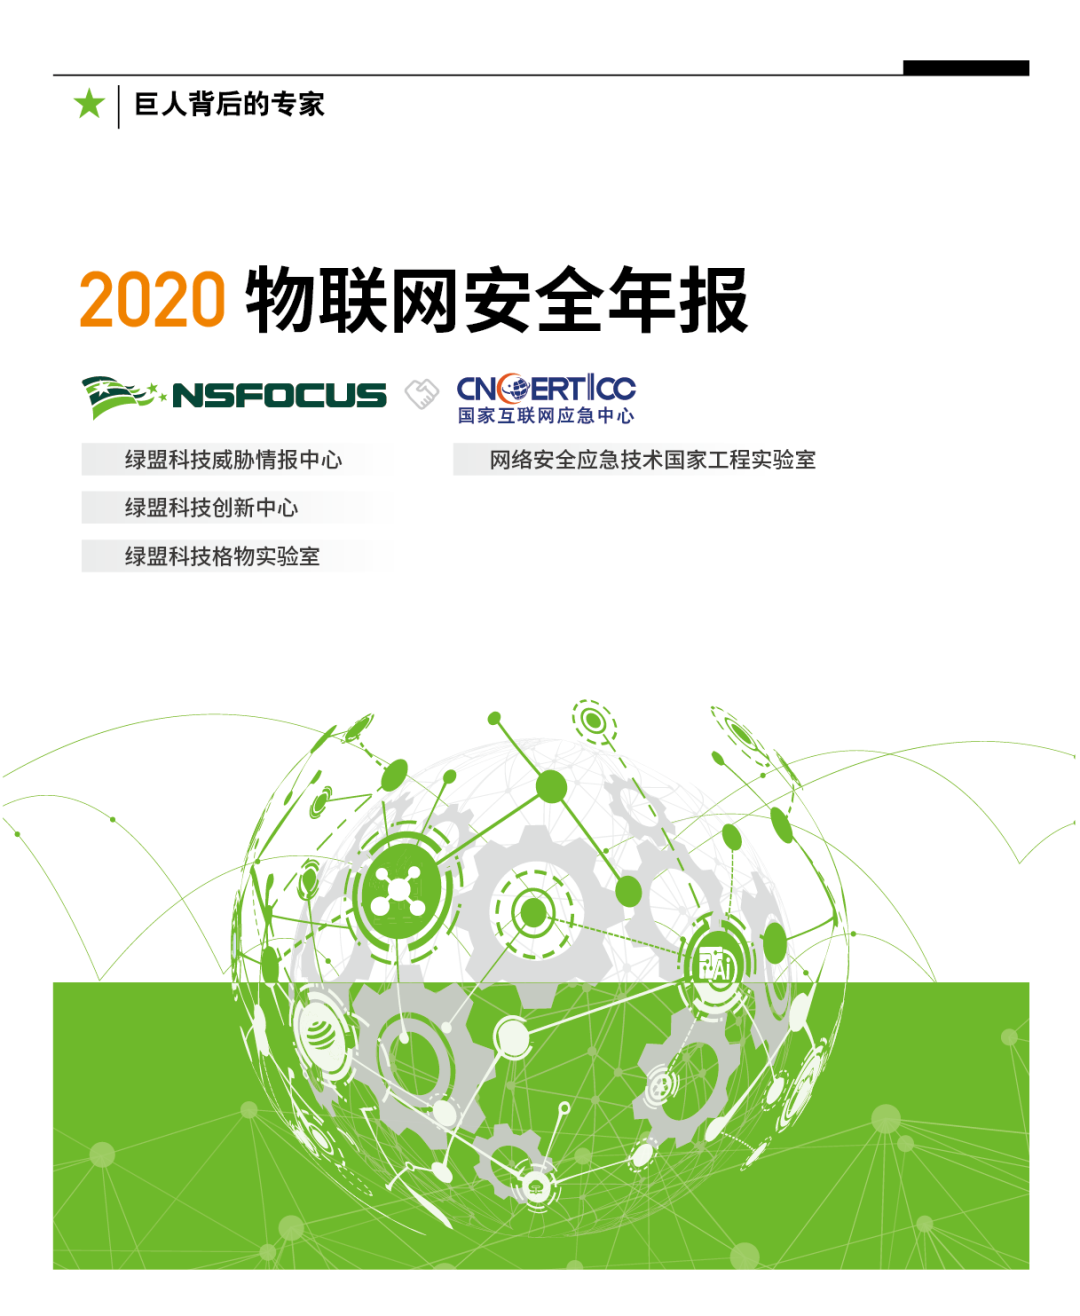 巨人背后的专家
2020 物联网安全年报
NSFOCUS
CNCERT/CC
国家互联网应急中心
绿盟科技威胁情报中心
网络安全应急技术国家工程实验室
绿盟科技创新中心
绿盟科技格物实验室
Ai